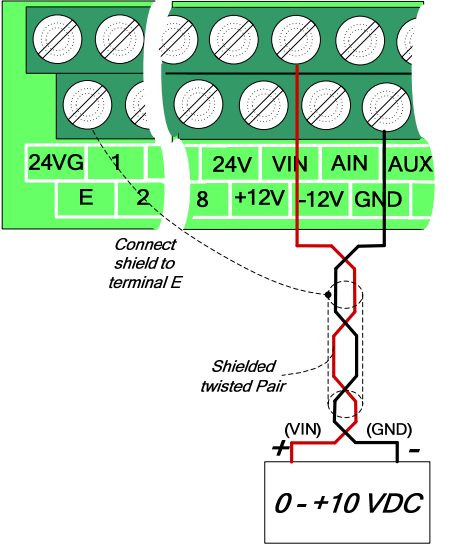 24VG 1 24V VIN AIN AUX
E 2 8 +12V -12V GND
Connect
shield to
terminal E
Shielded
twisted Pair
(VIN) (GND)
+ -
0 - +10 VDC